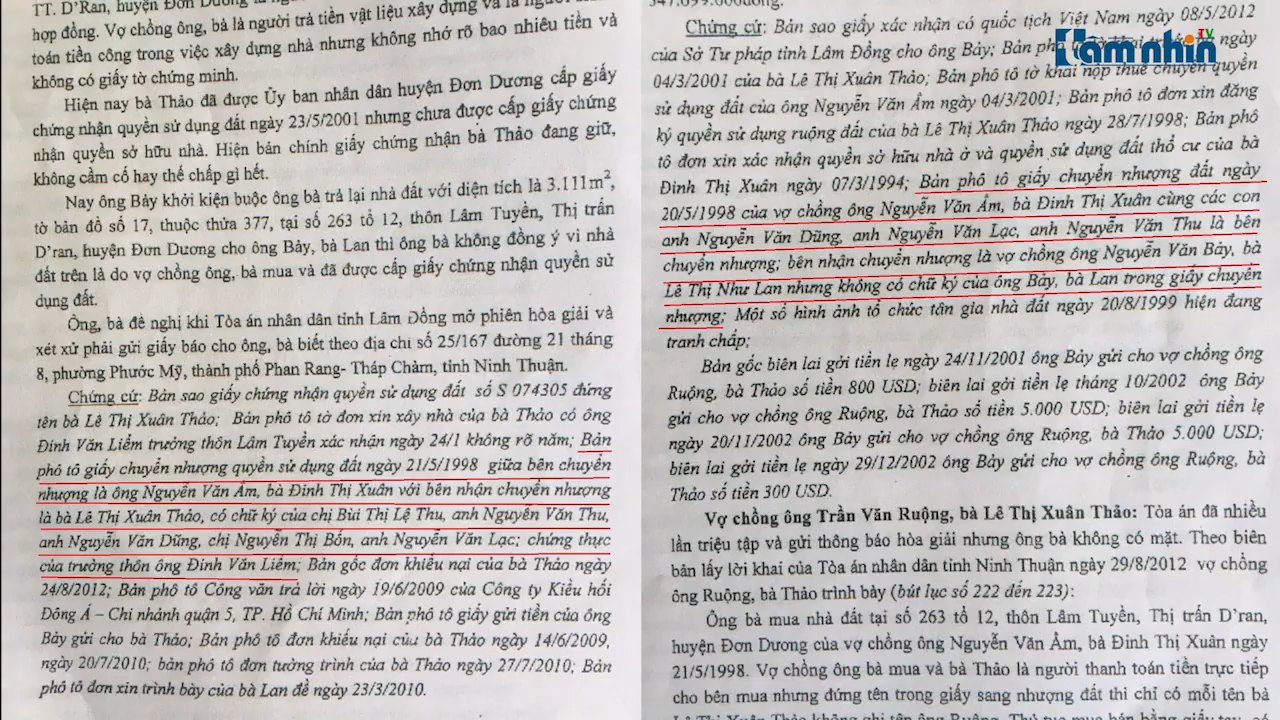 TT. D'Ran, huyện Đơn Dương
hợp đồng. Vợ chồng ông, bà là người trả tiền vật liệu xây dựng và là người
toán tiền công trong việc xây dựng nhà nhưng không nhớ rõ bao nhiêu tiền và
không có giấy tờ chứng minh.
Hiện nay bà Thảo đã được Ủy ban nhân dân huyện Đơn Dương cấp giấy
chứng nhận quyền sử dụng đất ngày 23/5/2001 nhưng chưa được cấp giấy chứng
nhận quyền sở hữu nhà. Hiện bản chính giấy chứng nhận bà Thảo đang giữ,
không cầm cố hay thế chấp gì hết.
Nay ông Bảy khởi kiện buộc ông bà trả lại nhà đất với diện tích là 3.111m²,
tờ bản đồ số 17, thuộc thửa 377, tại số 263 tổ 12, thôn Lâm Tuyền, Thị trấn
D'ran, huyện Đơn Dương cho ông Bảy, bà Lan thì ông bà không đồng ý vì nhà
đất trên là do vợ chồng ông, bà mua và đã được cấp giấy chứng nhận quyền sử
dụng đất.
Ông, bà đề nghị khi Tòa án nhân dân tỉnh Lâm Đồng mở phiên hòa giải và
xét xử phải gửi giấy báo cho ông, bà biết theo địa chỉ số 25/167 đường 21 tháng
8, phường Phước Mỹ, thành phố Phan Rang- Tháp Chàm, tỉnh Ninh Thuận.
Chứng cứ: Bản sao giấy chứng nhận quyền sử dụng đất số S 074305 đứng
tên bà Lê Thị Xuân Thảo; Bản phô tô tờ đơn xin xây nhà của bà Thảo có ông
Đinh Văn Liểm trưởng thôn Lâm Tuyền xác nhận ngày 24/1 không rõ năm; Bản
phô tô giấy chuyển nhượng quyền sử dụng đất ngày 21/5/1998 giữa bên chuyển
nhượng là ông Nguyễn Văn Ẩm, bà Đinh Thị Xuân với bên nhận chuyển nhượng
là bà Lê Thị Xuân Thảo, có chữ ký của chị Bùi Thị Lệ Thu, anh Nguyễn Văn Thu,
anh Nguyễn Văn Dũng, chị Nguyễn Thị Bón, anh Nguyễn Văn Lạc; chứng thực
của trưởng thôn ông Đinh Văn Liểm; Bản gốc đơn khiếu nại của bà Thảo ngày
24/8/2012; Bản phô tô Công văn trả lời ngày 19/6/2009 của Công ty Kiều hối
Đông Á – Chi nhánh quận 5, TP. Hồ Chí Minh; Bản phô tô giấy gửi tiền của ông
Bảy gửi cho bà Thảo; Bản phô tô đơn khiếu nại của bà Thảo ngày 14/6/2009,
ngày 20/7/2010; bản phô tô đơn tường trình của bà Thảo ngày 27/7/2010; Bản
phô tô đơn xin trình bày của bà Lan đề ngày 23/3/2010.
347.699.000đồng.
Chứng cứ: Bản sao giấy xác nhận có quốc tịch Việt Nam ngày 08/5/2012
của Sở Tư pháp tỉnh Lâm Đồng cho ông Bảy; Bản phô ngày
Tầm nhìn TV
04/3/2001 của bà Lê Thị Xuân Thảo; Bản phô tô tờ khai nộp thuế chuyển quyền
sử dụng đất của ông Nguyễn Văn Ẩm ngày 04/3/2001; Bản phô tô đơn xin đăng
ký quyền sử dụng ruộng đất của bà Lê Thị Xuân Thảo ngày 28/7/1998; Bản phô
tô đơn xin xác nhận quyền sở hữu nhà ở và quyền sử dụng đất thổ cư của bà
Đinh Thị Xuân ngày 07/3/1994; Bản phô tô giấy chuyển nhượng đất ngày
20/5/1998 của vợ chồng ông Nguyễn Văn Ẩm, bà Đinh Thị Xuân cùng các con
anh Nguyễn Văn Dũng, anh Nguyễn Văn Lạc, anh Nguyễn Văn Thu là bên
chuyển nhượng; bên nhận chuyển nhượng là vợ chồng ông Nguyễn Văn Bảy, bà
Lê Thị Như Lan nhưng không có chữ ký của ông Bảy, bà Lan trong giấy chuyển
nhượng; Một số hình ảnh tổ chức tân gia nhà đất ngày 20/8/1999 hiện đang
tranh chấp;
Bản gốc biên lai gởi tiền lẹ ngày 24/11/2001 ông Bảy gửi cho vợ chồng ông
Ruộng, bà Thảo số tiền 800 USD; biên lai gởi tiền lẹ tháng 10/2002 ông Bảy
gửi cho vợ chồng ông Ruộng, bà Thảo số tiền 5.000 USD; biên lai gởi tiền lẹ
ngày 20/11/2002 ông Bảy gửi cho vợ chồng ông Ruộng, bà Thảo 5.000 USD;
biên lai gởi tiền lẹ ngày 29/12/2002 ông Bảy gửi cho vợ chồng ông Ruộng, bà
Thảo số tiền 300 USD.
Vợ chồng ông Trần Văn Ruộng, bà Lê Thị Xuân Thảo: Tòa án đã nhiều
lần triệu tập và gửi thông báo hòa giải nhưng ông bà không có mặt. Theo biên
bản lấy lời khai của Tòa án nhân dân tỉnh Ninh Thuận ngày 29/8/2012 vợ chồng
ông Ruộng, bà Thảo trình bày (bút lục số 222 đến 223):
Ông bà mua nhà đất tại số 263 tổ 12, thôn Lâm Tuyền, Thị trấn D'ran,
huyện Đơn Dương của vợ chồng ông Nguyễn Văn Ẩm, bà Đinh Thị Xuân ngày
21/5/1998. Vợ chồng ông bà mua và bà Thảo là người thanh toán tiền trực tiếp
cho bên mua nhưng đứng tên trong giấy sang nhượng đất thì chỉ có mỗi tên bà